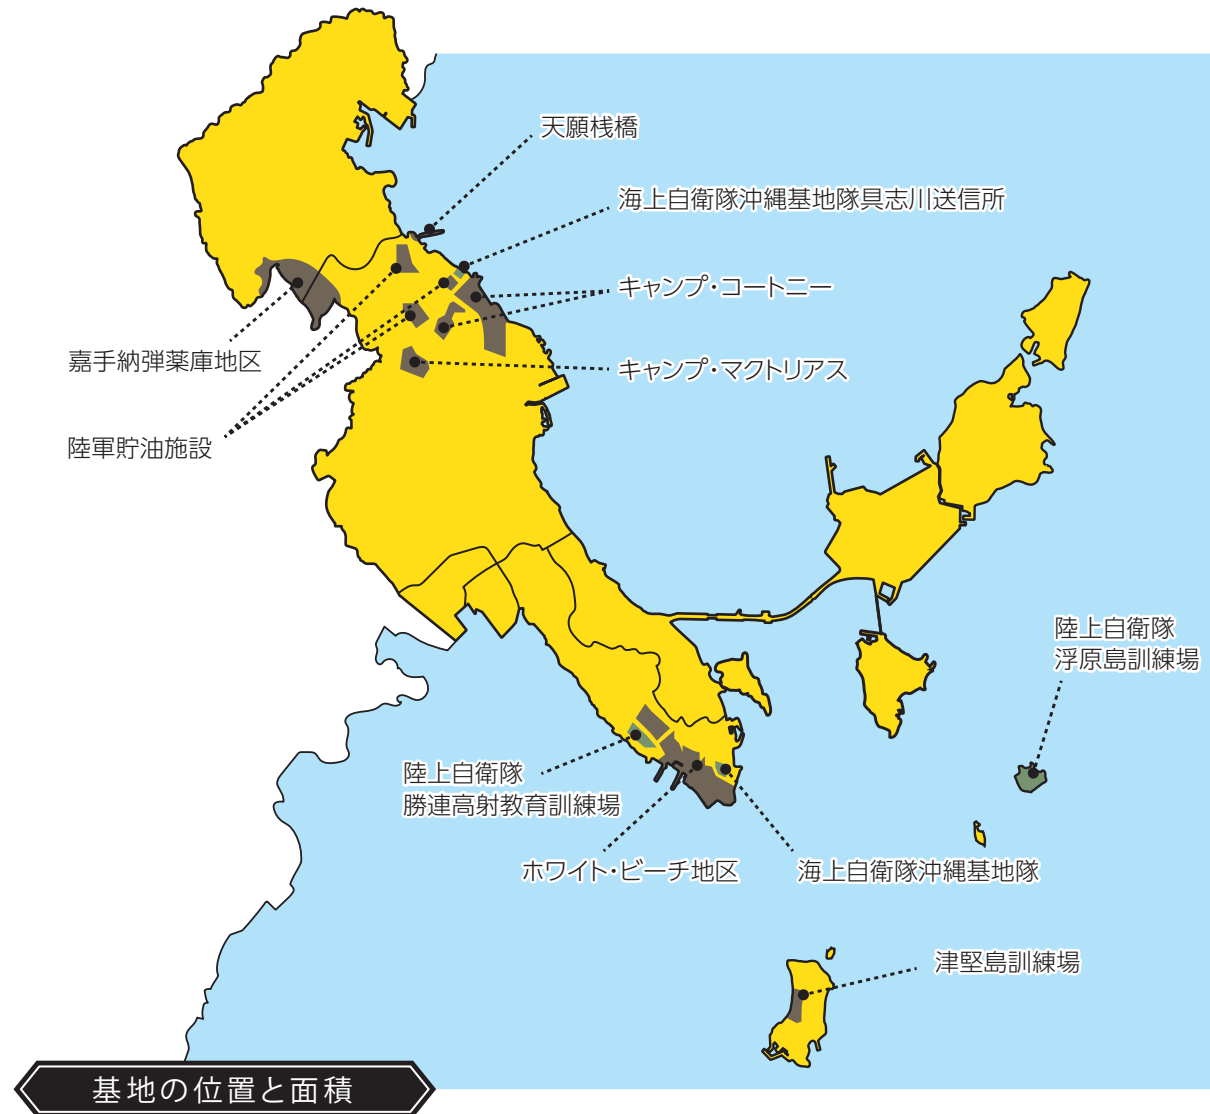 天願桟橋
海上自衛隊沖縄基地隊具志川送信所
キャンプ・コートニー
嘉手納弾薬庫地区
キャンプ・マクトリアス
陸軍貯油施設
陸上自衛隊
浮原島訓練場
陸上自衛隊
勝連高射教育訓練場
ホワイト・ビーチ地区
海上自衛隊沖縄基地隊
津堅島訓練場
基地の位置と面積